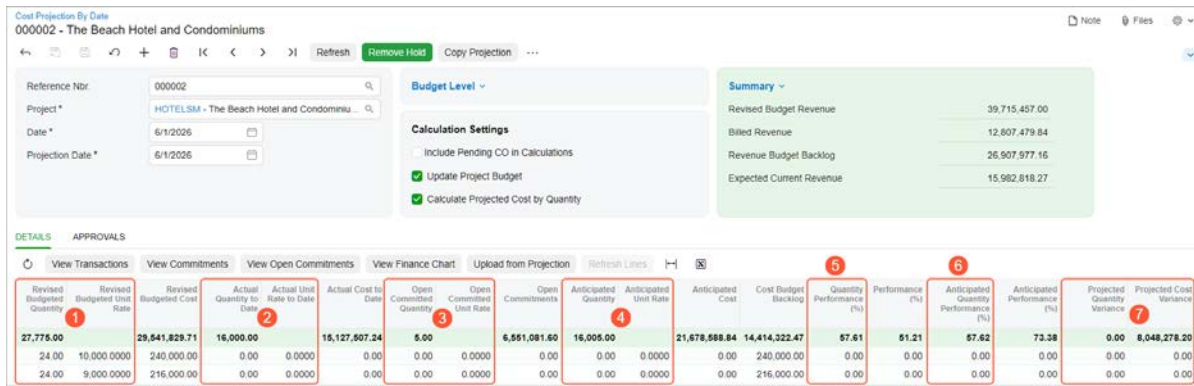 Cost Projection By Date
000002 - The Beach Hotel and Condominiums
Note Files
Refresh Remove Hold Copy Projection ...
Reference Nbr. 000002
Project * HOTELSM - The Beach Hotel and Condominiu...
Date * 6/1/2026
Projection Date * 6/1/2026
Budget Level
Calculation Settings
Include Pending CO in Calculations
Update Project Budget
Calculate Projected Cost by Quantity
Summary
Revised Budget Revenue 39,715,457.00
Billed Revenue 12,807,479.84
Revenue Budget Backlog 26,907,977.16
Expected Current Revenue 15,982,818.27
DETAILS APPROVALS
View Transactions View Commitments View Open Commitments View Finance Chart Upload from Projection Refresh Lines
Revised Budgeted Quantity Revised Budgeted Unit Rate Revised Budgeted Cost Actual Quantity to Date Actual Unit Rate to Date Actual Cost to Date Open Committed Quantity Open Committed Unit Rate Open Commitments Anticipated Quantity Anticipated Unit Rate Anticipated Cost Cost Budget Backlog Quantity Performance (%) Performance (%) Anticipated Quantity Performance (%) Anticipated Performance (%) Projected Quantity Variance Projected Cost Variance
1 2 3 4 5 6 7
27,775.00 29,541,829.71 16,000.00 15,127,507.24 5.00 6,551,081.60 16,005.00 21,678,588.84 14,414,322.47 57.61 51.21 57.62 73.38 0.00 8,048,278.20
24.00 10,000.0000 240,000.00 0.00 0.0000 0.00 0.00 0.0000 0.00 0.00 0.0000 0.00 240,000.00 0.00 0.00 0.00 0.00 0.00 0.00
24.00 9,000.0000 216,000.00 0.00 0.0000 0.00 0.00 0.0000 0.00 0.00 0.0000 0.00 216,000.00 0.00 0.00 0.00 0.00 0.00 0.00